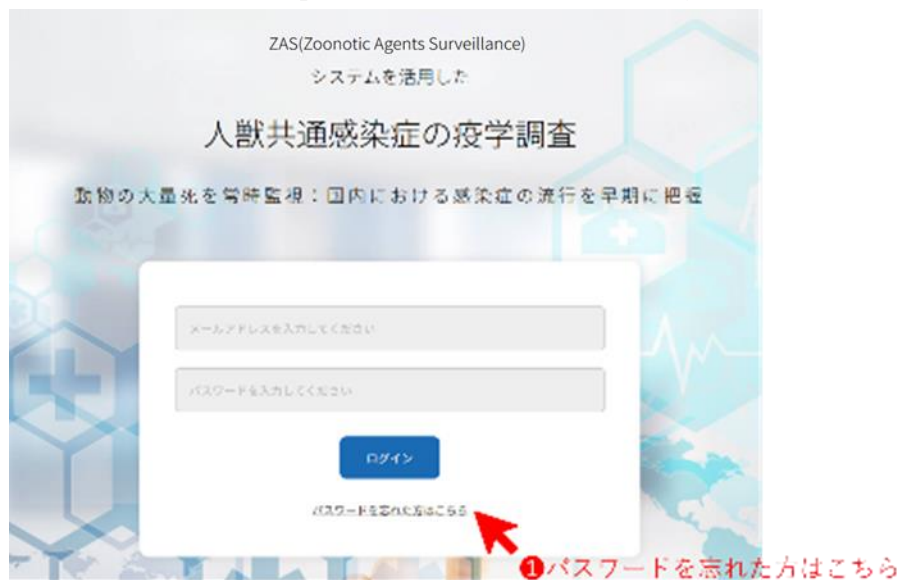 ZAS(Zoonotic Agents Surveillance)
システムを活用した
人獣共通感染症の疫学調査
動物の大量死を常時監視：国内における感染症の流行を早期に把握
メールアドレスを入力してください
パスワードを入力してください
ログイン
パスワードを忘れた方はこちら
❶パスワードを忘れた方はこちら